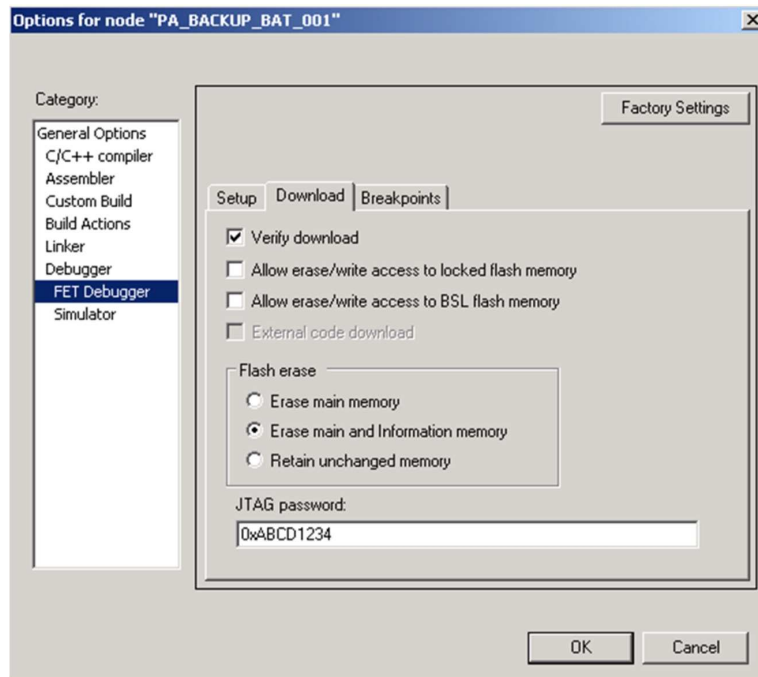 Options for node "PA_BACKUP_BAT_001"
Category:
Factory Settings
General Options
C/C++ compiler
Assembler
Custom Build
Build Actions
Linker
Debugger
FET Debugger
Simulator
Setup Download Breakpoints
Verify download
Allow erase/write access to locked flash memory
Allow erase/write access to BSL flash memory
External code download
Flash erase
Erase main memory
Erase main and Information memory
Retain unchanged memory
JTAG password:
0xABCD1234
OK Cancel